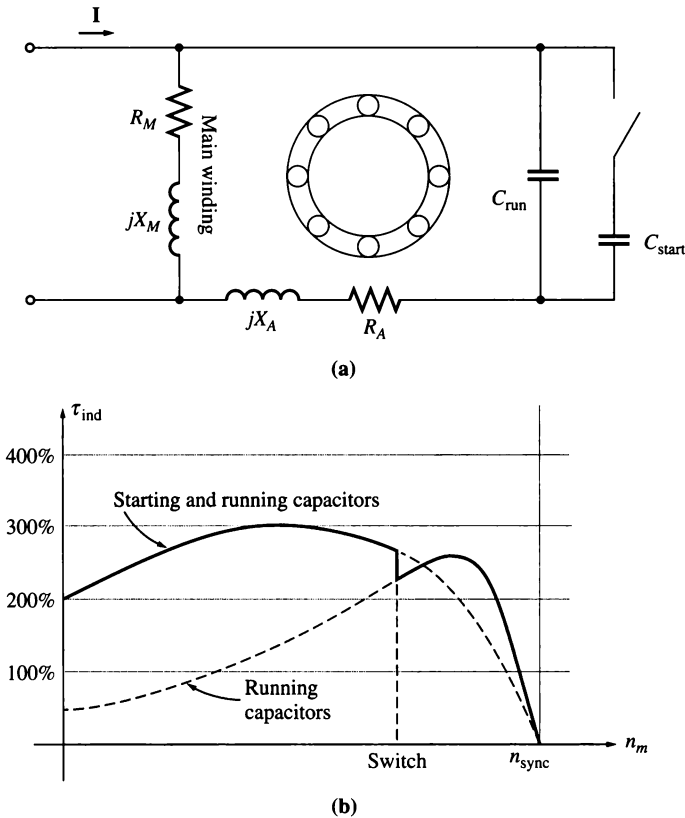 I
R_M
Main winding
jX_M
C_run
C_start
jX_A
R_A
(a)
τ_ind
400%
Starting and running capacitors
300%
200%
100%
Running
capacitors
Switch
n_sync
n_m
(b)